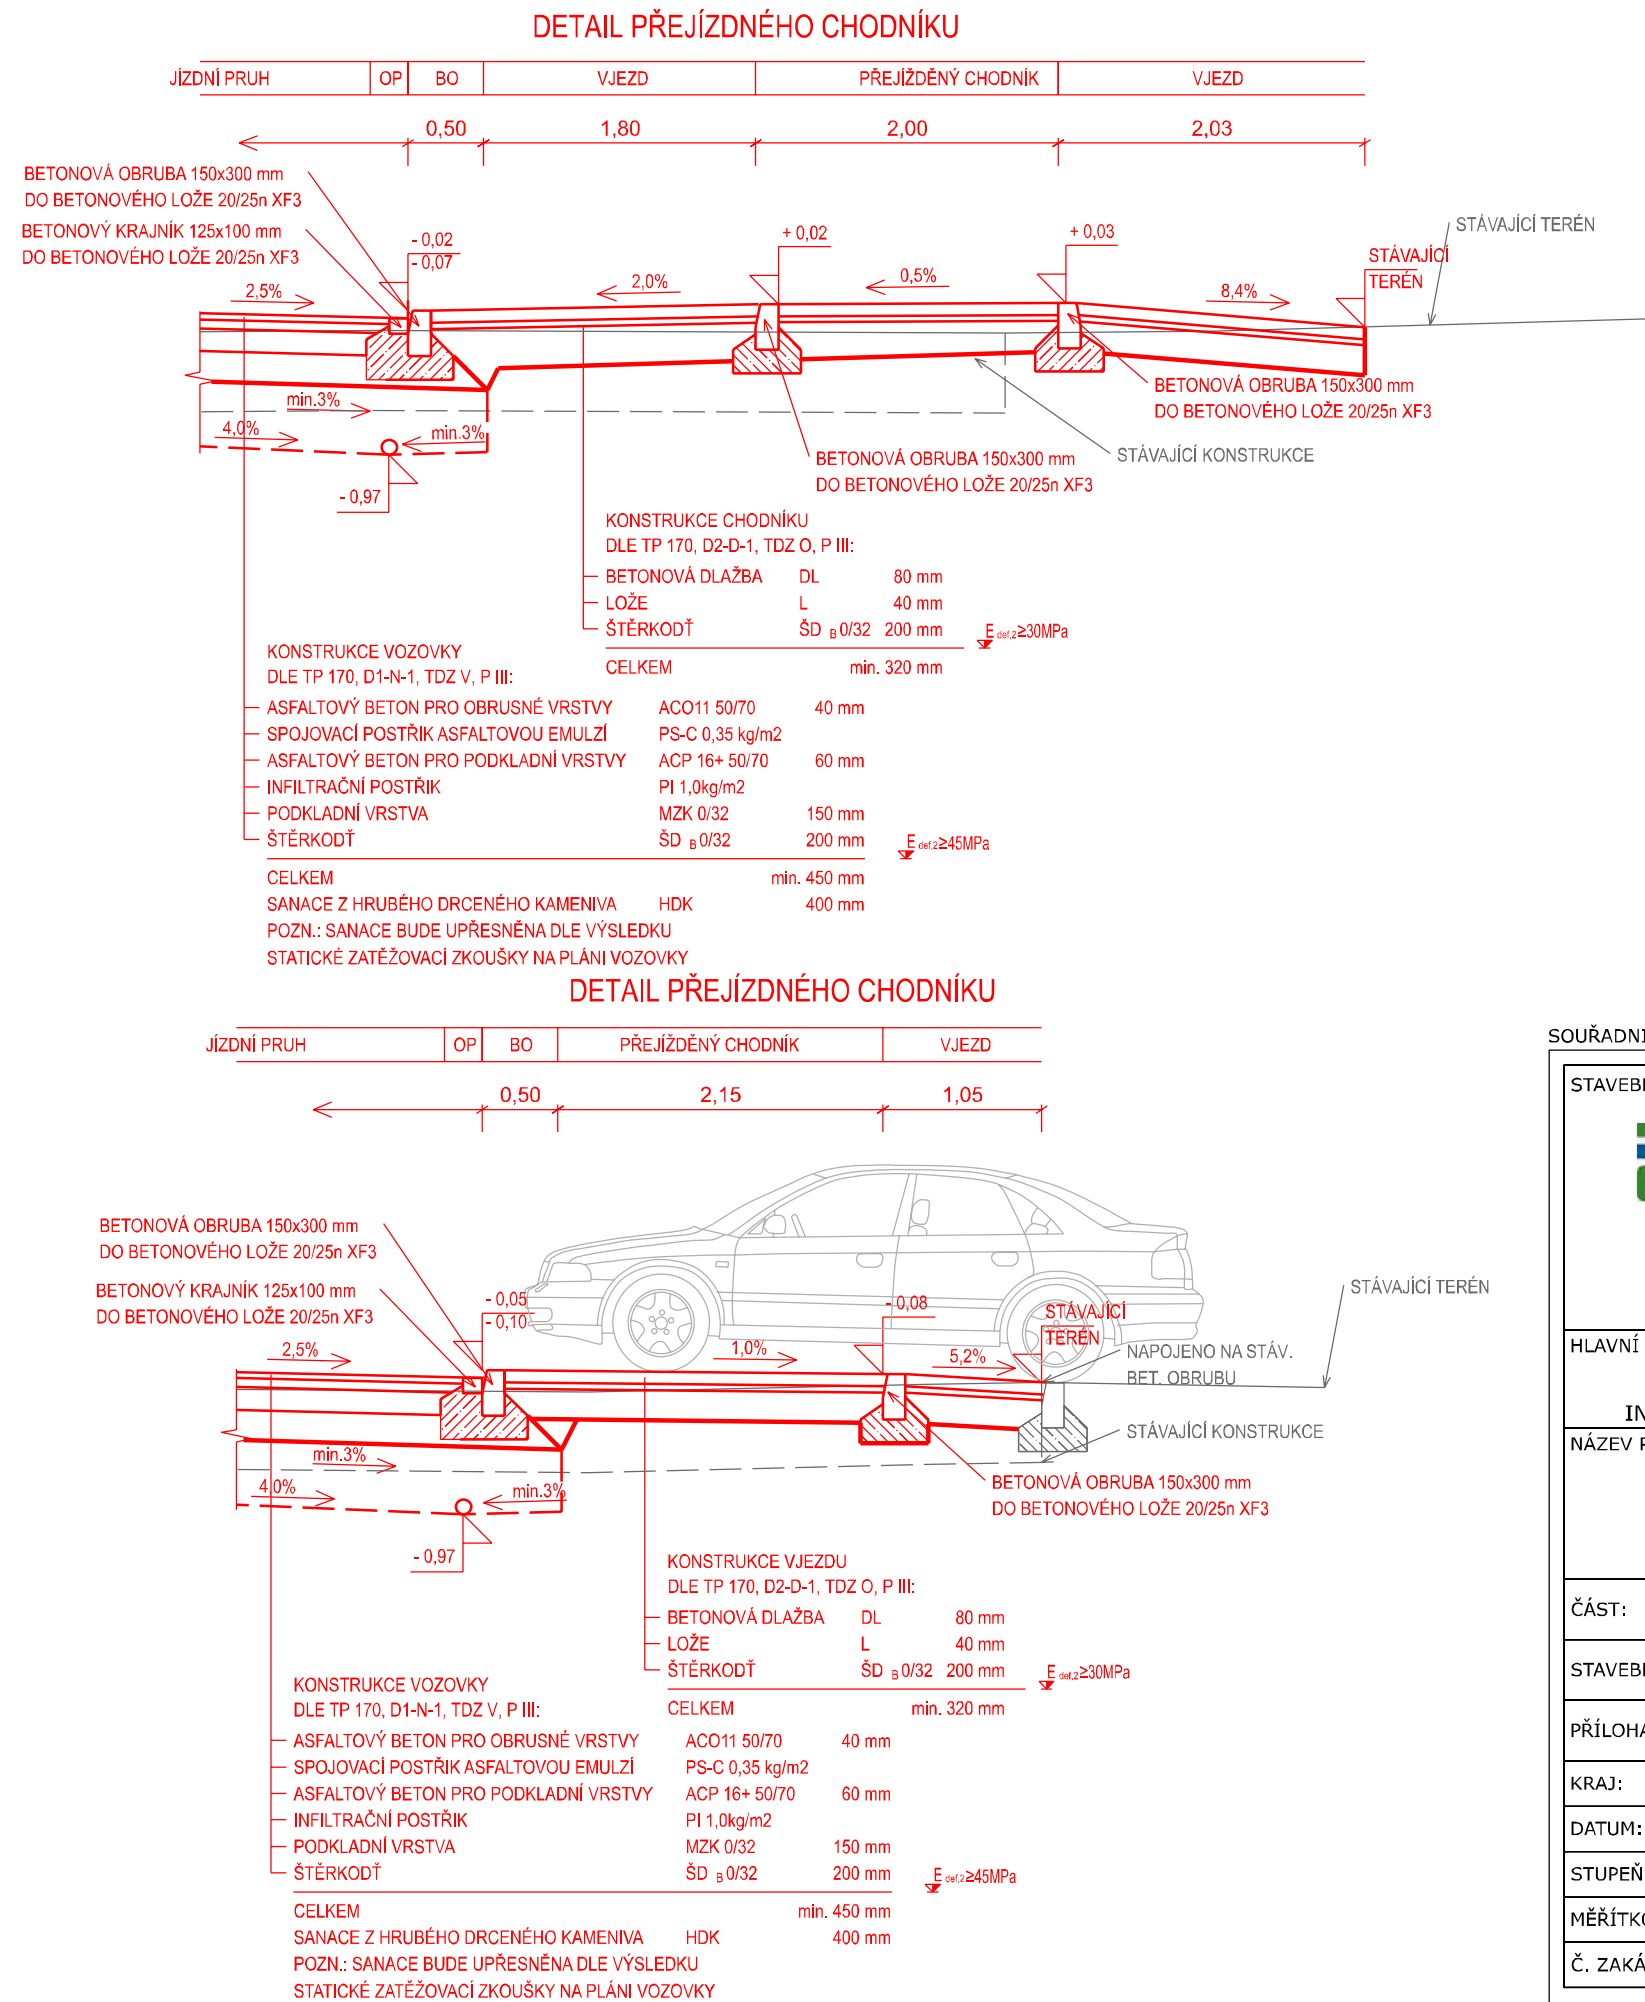 DETAIL PŘEJÍZDNÉHO CHODNÍKU
JÍZDNÍ PRUH OP BO VJEZD PŘEJÍŽDĚNÝ CHODNÍK VJEZD
0,50 1,80 2,00 2,03
BETONOVÁ OBRUBA 150x300 mm
DO BETONOVÉHO LOŽE 20/25n XF3
BETONOVÝ KRAJNÍK 125x100 mm
DO BETONOVÉHO LOŽE 20/25n XF3
- 0,02
- 0,07
+ 0,02
+ 0,03
STÁVAJÍCÍ TERÉN
STÁVAJÍCÍ
TERÉN
2,5%
2,0%
0,5%
8,4%
BETONOVÁ OBRUBA 150x300 mm
DO BETONOVÉHO LOŽE 20/25n XF3
min.3%
4,0%
min.3%
- 0,97
STÁVAJÍCÍ KONSTRUKCE
BETONOVÁ OBRUBA 150x300 mm
DO BETONOVÉHO LOŽE 20/25n XF3
KONSTRUKCE CHODNÍKU
DLE TP 170, D2-D-1, TDZ O, P III:
BETONOVÁ DLAŽBA DL 80 mm
LOŽE L 40 mm
ŠTĚRKODŤ ŠD B 0/32 200 mm E def,2≥30MPa
CELKEM min. 320 mm
KONSTRUKCE VOZOVKY
DLE TP 170, D1-N-1, TDZ V, P III:
ASFALTOVÝ BETON PRO OBRUSNÉ VRSTVY ACO11 50/70 40 mm
SPOJOVACÍ POSTŘIK ASFALTOVOU EMULZÍ PS-C 0,35 kg/m2
ASFALTOVÝ BETON PRO PODKLADNÍ VRSTVY ACP 16+ 50/70 60 mm
INFILTRAČNÍ POSTŘIK PI 1,0kg/m2
PODKLADNÍ VRSTVA MZK 0/32 150 mm
ŠTĚRKODŤ ŠD B 0/32 200 mm E def,2≥45MPa
CELKEM min. 450 mm
SANACE Z HRUBÉHO DRCENÉHO KAMENIVA HDK 400 mm
POZN.: SANACE BUDE UPŘESNĚNA DLE VÝSLEDKU
STATICKÉ ZATĚŽOVACÍ ZKOUŠKY NA PLÁNI VOZOVKY
DETAIL PŘEJÍZDNÉHO CHODNÍKU
JÍZDNÍ PRUH OP BO PŘEJÍŽDĚNÝ CHODNÍK VJEZD
0,50 2,15 1,05
BETONOVÁ OBRUBA 150x300 mm
DO BETONOVÉHO LOŽE 20/25n XF3
BETONOVÝ KRAJNÍK 125x100 mm
DO BETONOVÉHO LOŽE 20/25n XF3
- 0,05
- 0,10
- 0,08
STÁVAJÍCÍ
TERÉN
STÁVAJÍCÍ TERÉN
2,5%
1,0%
5,2%
NAPOJENO NA STÁV.
BET. OBRUBU
STÁVAJÍCÍ KONSTRUKCE
min.3%
4,0%
min.3%
- 0,97
BETONOVÁ OBRUBA 150x300 mm
DO BETONOVÉHO LOŽE 20/25n XF3
KONSTRUKCE VJEZDU
DLE TP 170, D2-D-1, TDZ O, P III:
BETONOVÁ DLAŽBA DL 80 mm
LOŽE L 40 mm
ŠTĚRKODŤ ŠD B 0/32 200 mm E def,2≥30MPa
CELKEM min. 320 mm
KONSTRUKCE VOZOVKY
DLE TP 170, D1-N-1, TDZ V, P III:
ASFALTOVÝ BETON PRO OBRUSNÉ VRSTVY ACO11 50/70 40 mm
SPOJOVACÍ POSTŘIK ASFALTOVOU EMULZÍ PS-C 0,35 kg/m2
ASFALTOVÝ BETON PRO PODKLADNÍ VRSTVY ACP 16+ 50/70 60 mm
INFILTRAČNÍ POSTŘIK PI 1,0kg/m2
PODKLADNÍ VRSTVA MZK 0/32 150 mm
ŠTĚRKODŤ ŠD B 0/32 200 mm E def,2≥45MPa
CELKEM min. 450 mm
SANACE Z HRUBÉHO DRCENÉHO KAMENIVA HDK 400 mm
POZN.: SANACE BUDE UPŘESNĚNA DLE VÝSLEDKU
STATICKÉ ZATĚŽOVACÍ ZKOUŠKY NA PLÁNI VOZOVKY
HLAVNÍ
NÁZEV
ČÁST:
PŘÍLOHA
KRAJ:
DATUM:
STUPEŇ
Č.